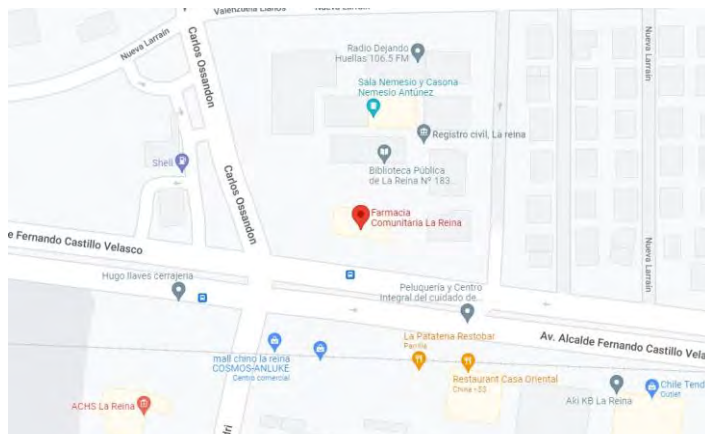 Valenzuela Llanos
Nueva Larraín
Nueva Larrain
Carlos Ossandon
Radio Dejando
Huellas 106.5 FM
Sala Nemesio y Casona
Nemesio Antúnez
Registro civil, La reina
Shell
Biblioteca Pública
de La Reina Nº 183...
Carlos Ossandon
Farmacia
Comunitaria La Reina
Nueva Larraín
Nueva Larraín
e Fernando Castillo Velasco
Hugo llaves cerrajeria
Peluquería y Centro
Integral del cuidado de...
La Patateria Restobar
Parrilla
Av. Alcalde Fernando Castillo Vela
mall chino la reina
COSMOS-ANLUKE
Centro comercial
Restaurant Casa Oriental
China •$$
Aki KB La Reina
Chile Tend
Outlet
ACHS La Reina